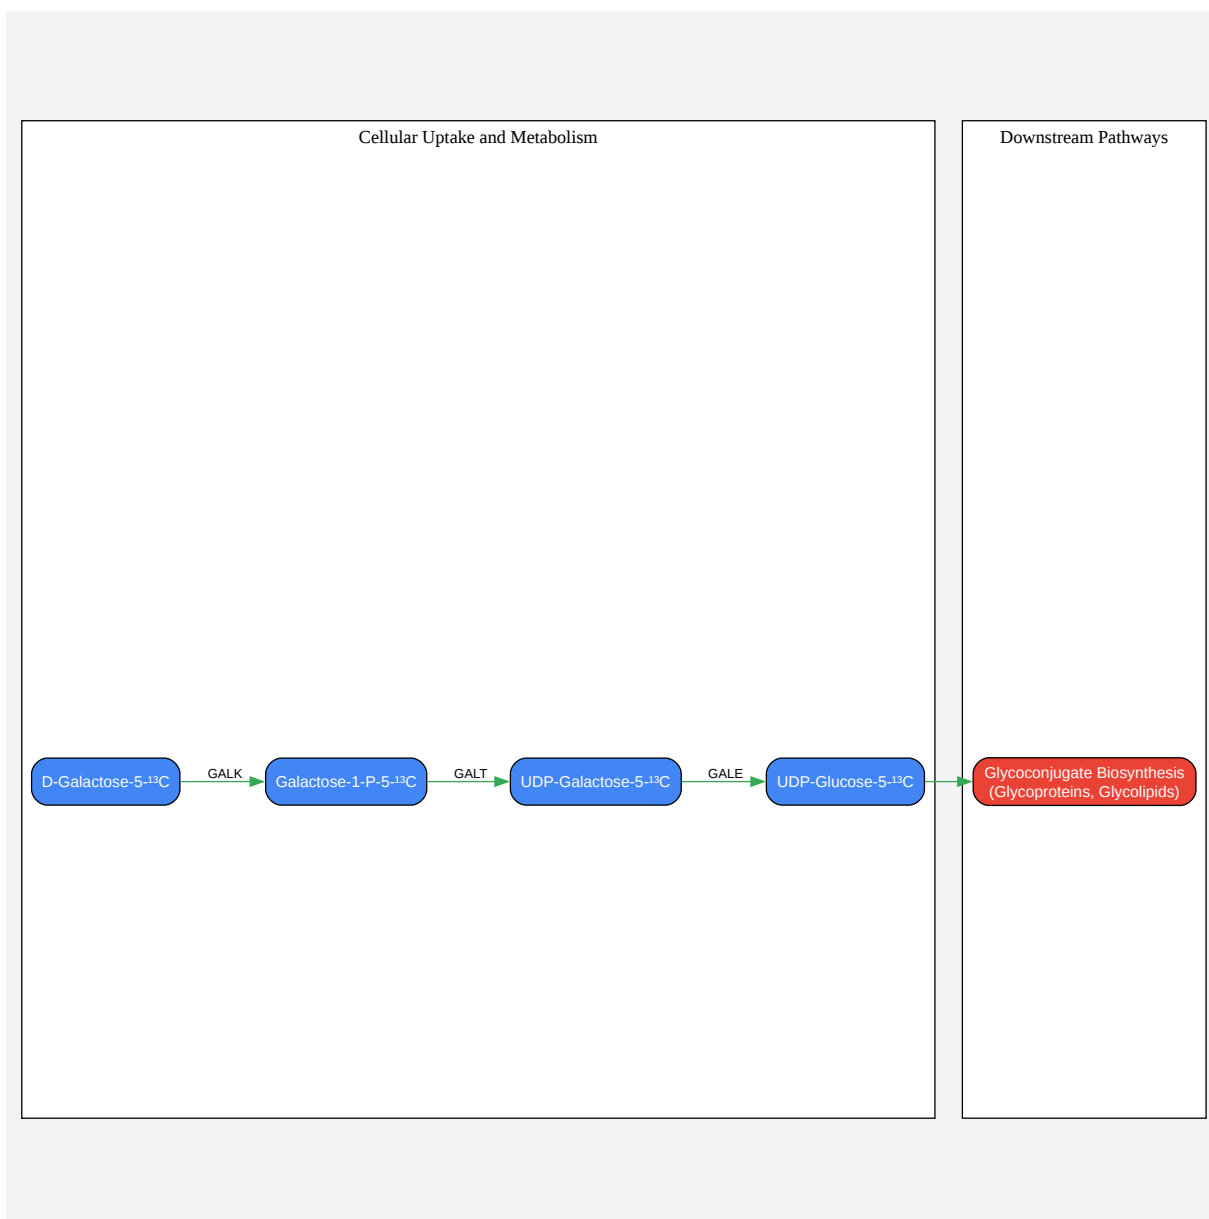 Cellular Uptake and Metabolism
Downstream Pathways
D-Galactose-5-¹³C
GALK
Galactose-1-P-5-¹³C
GALT
UDP-Galactose-5-¹³C
GALE
UDP-Glucose-5-¹³C
Glycoconjugate Biosynthesis
(Glycoproteins, Glycolipids)